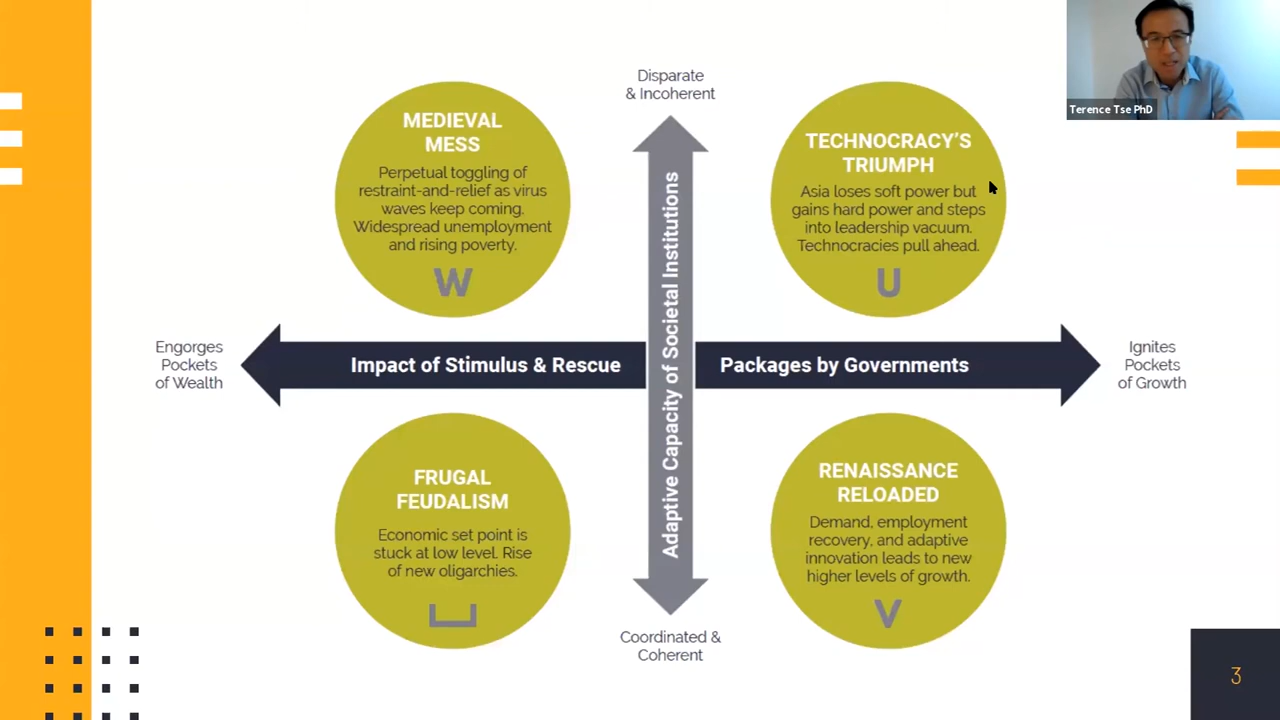 Terence Tse PhD
Disparate
& Incoherent
MEDIEVAL
MESS
Perpetual toggling of
restraint-and-relief as virus
waves keep coming.
Widespread unemployment
and rising poverty.
W
TECHNOCRACY'S
TRIUMPH
Asia loses soft power but
gains hard power and steps
into leadership vacuum.
Technocracies pull ahead.
U
Adaptive Capacity of Societal Institutions
Engorges
Pockets
of Wealth
Impact of Stimulus & Rescue
Packages by Governments
Ignites
Pockets
of Growth
FRUGAL
FEUDALISM
Economic set point is
stuck at low level. Rise
of new oligarchies.
RENAISSANCE
RELOADED
Demand, employment
recovery, and adaptive
innovation leads to new
higher levels of growth.
V
Coordinated &
Coherent
3